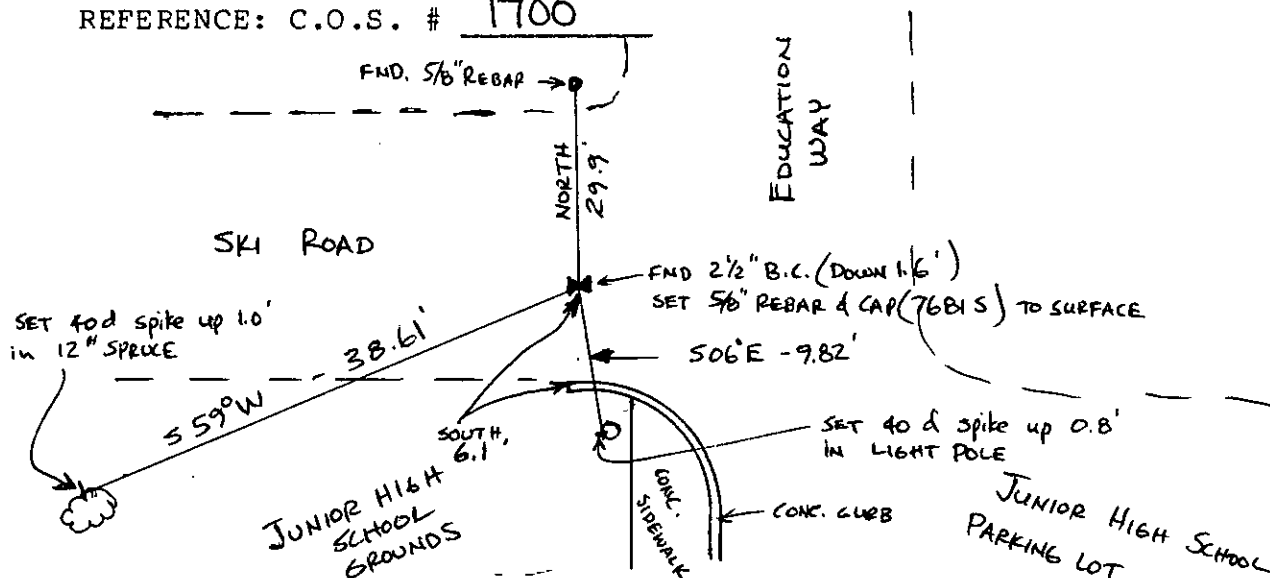 REFERENCE: C.O.S. # 1700
FND. 5/8" REBAR
EDUCATION
WAY
NORTH
29.9'
SKI ROAD
FND 2 1/2" B.C. (DOWN 1.6')
SET 5/8" REBAR & CAP (7681 S) TO SURFACE
SET 40d spike up 1.0'
in 12" SPRUCE
S 59° W - 38.61'
S06°E - 9.82'
SOUTH,
6.1'
SET 40 d spike up 0.8'
IN LIGHT POLE
JUNIOR HIGH
SCHOOL
GROUNDS
CONC.
SIDEWALK
CONC. CURB
JUNIOR HIGH SCHOOL
PARKING LOT